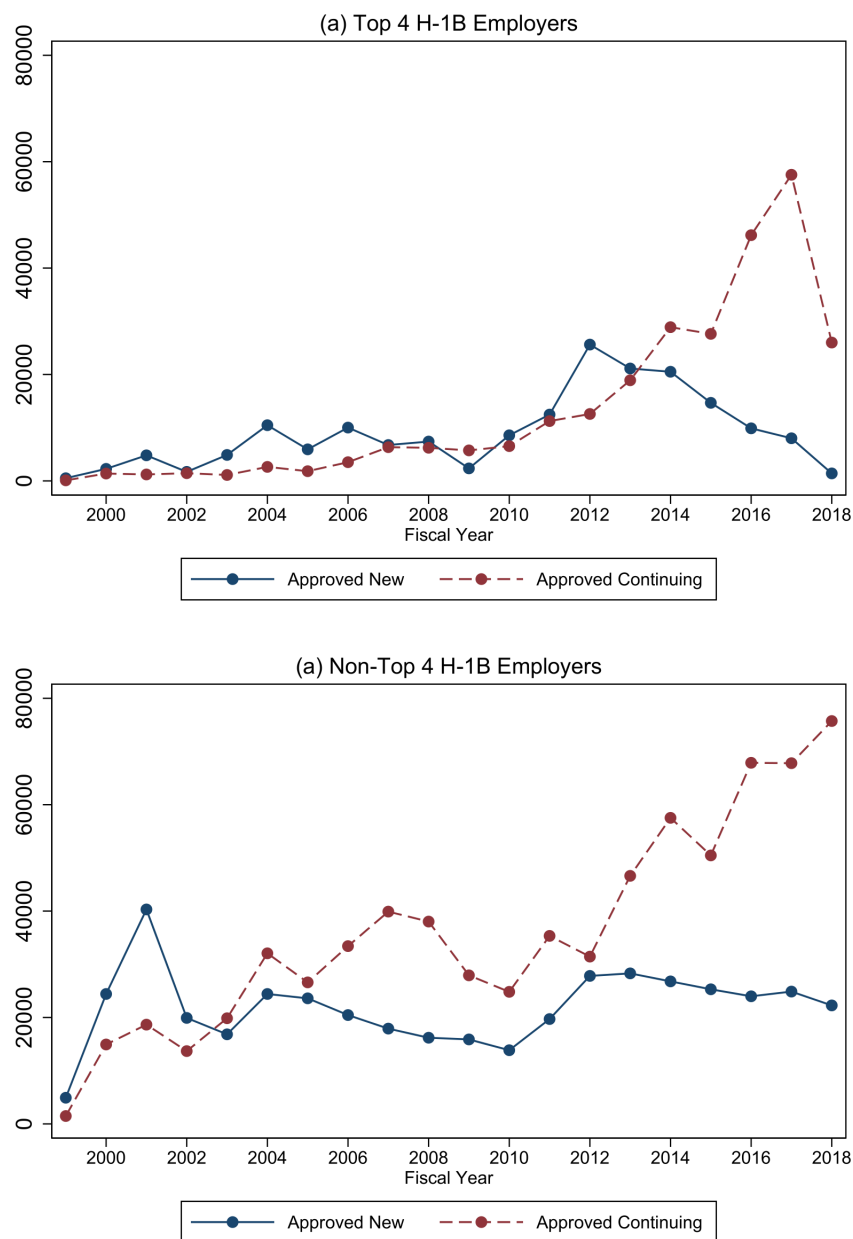 (a) Top 4 H-1B Employers
80000
60000
40000
20000
0
2000 2002 2004 2006 2008 2010 2012 2014 2016 2018
Fiscal Year
Approved New Approved Continuing
(a) Non-Top 4 H-1B Employers
80000
60000
40000
20000
0
2000 2002 2004 2006 2008 2010 2012 2014 2016 2018
Fiscal Year
Approved New Approved Continuing